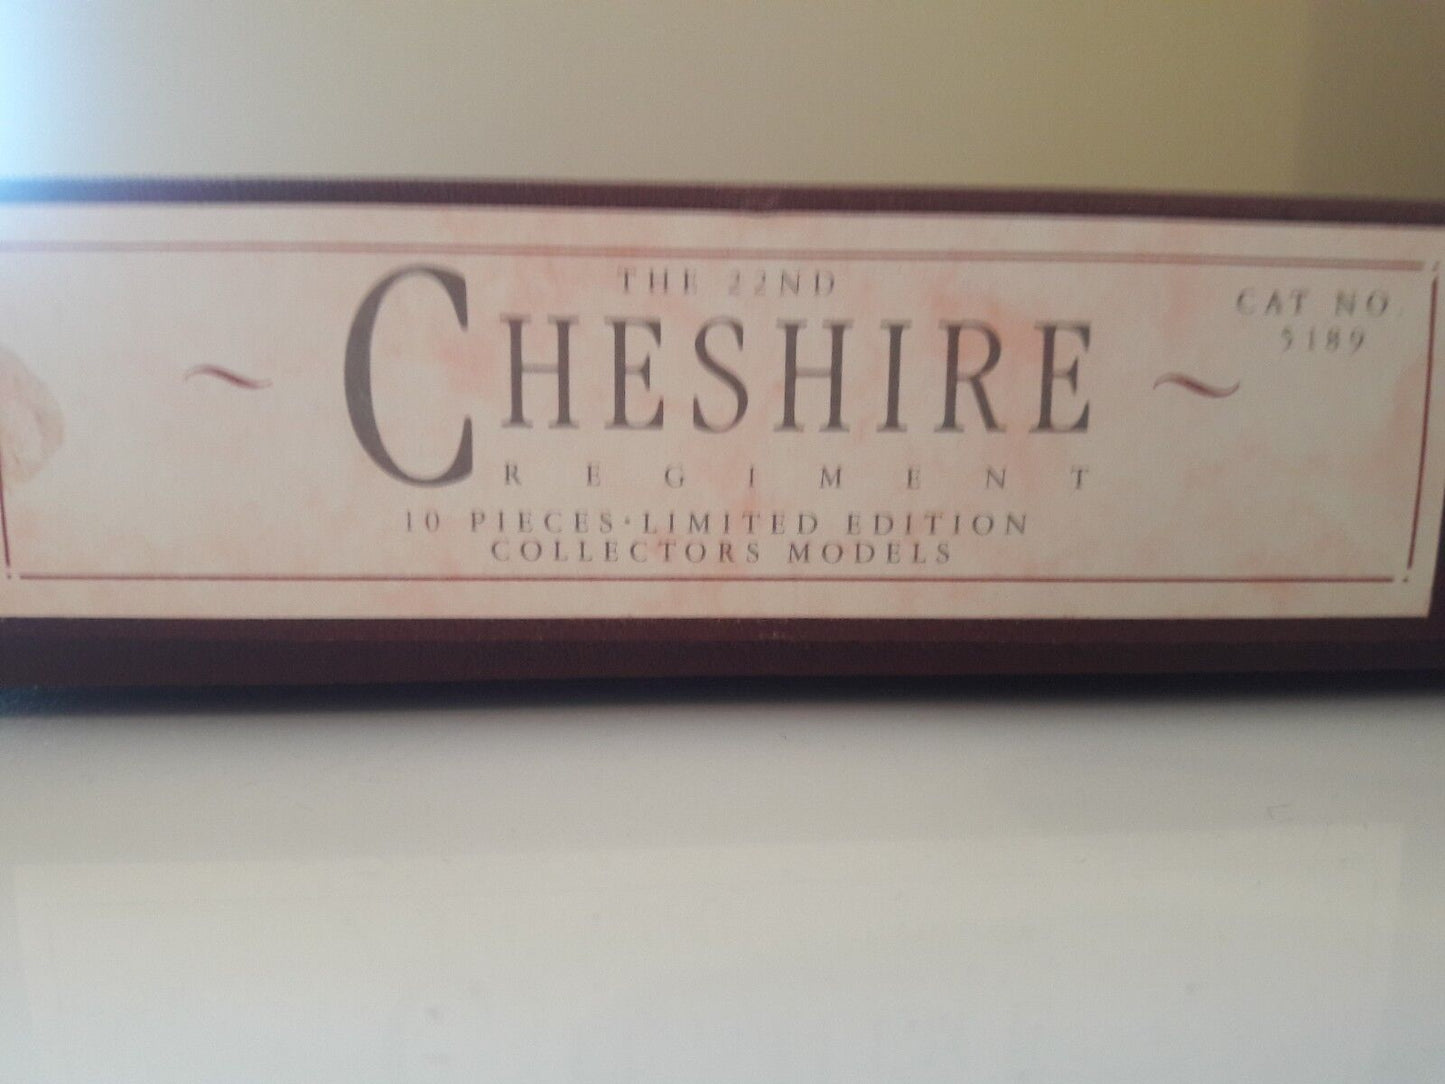 THE 22ND
CHESHIRE
REGIMENT
10 PIECES·LIMITED EDITION
COLLECTORS MODELS
CAT NO.
5189